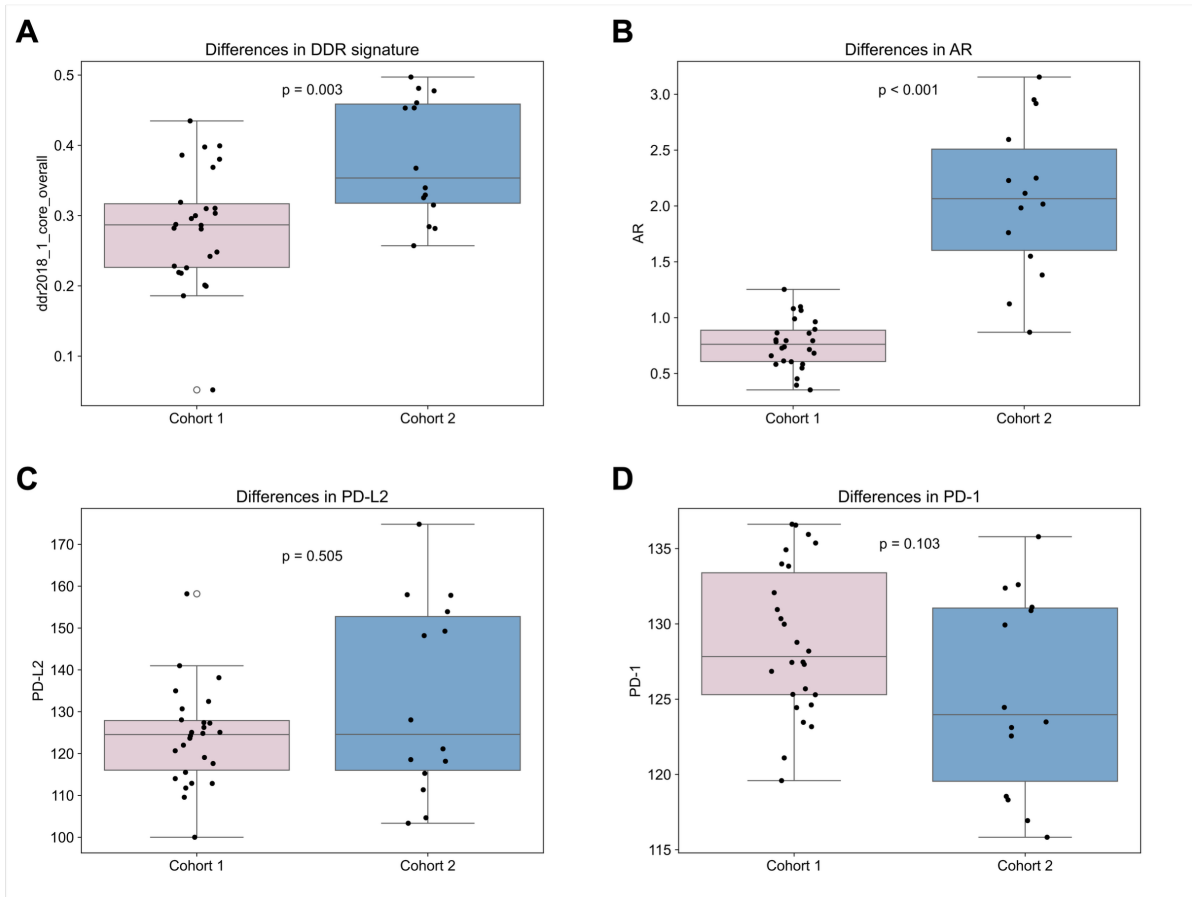 A
Differences in DDR signature
p = 0.003
ddr2018_1_core_overall
0.5
0.4
0.3
0.2
0.1
Cohort 1
Cohort 2
B
Differences in AR
p < 0.001
AR
3.0
2.5
2.0
1.5
1.0
0.5
Cohort 1
Cohort 2
C
Differences in PD-L2
p = 0.505
PD-L2
170
160
150
140
130
120
110
100
Cohort 1
Cohort 2
D
Differences in PD-1
p = 0.103
PD-1
135
130
125
120
115
Cohort 1
Cohort 2